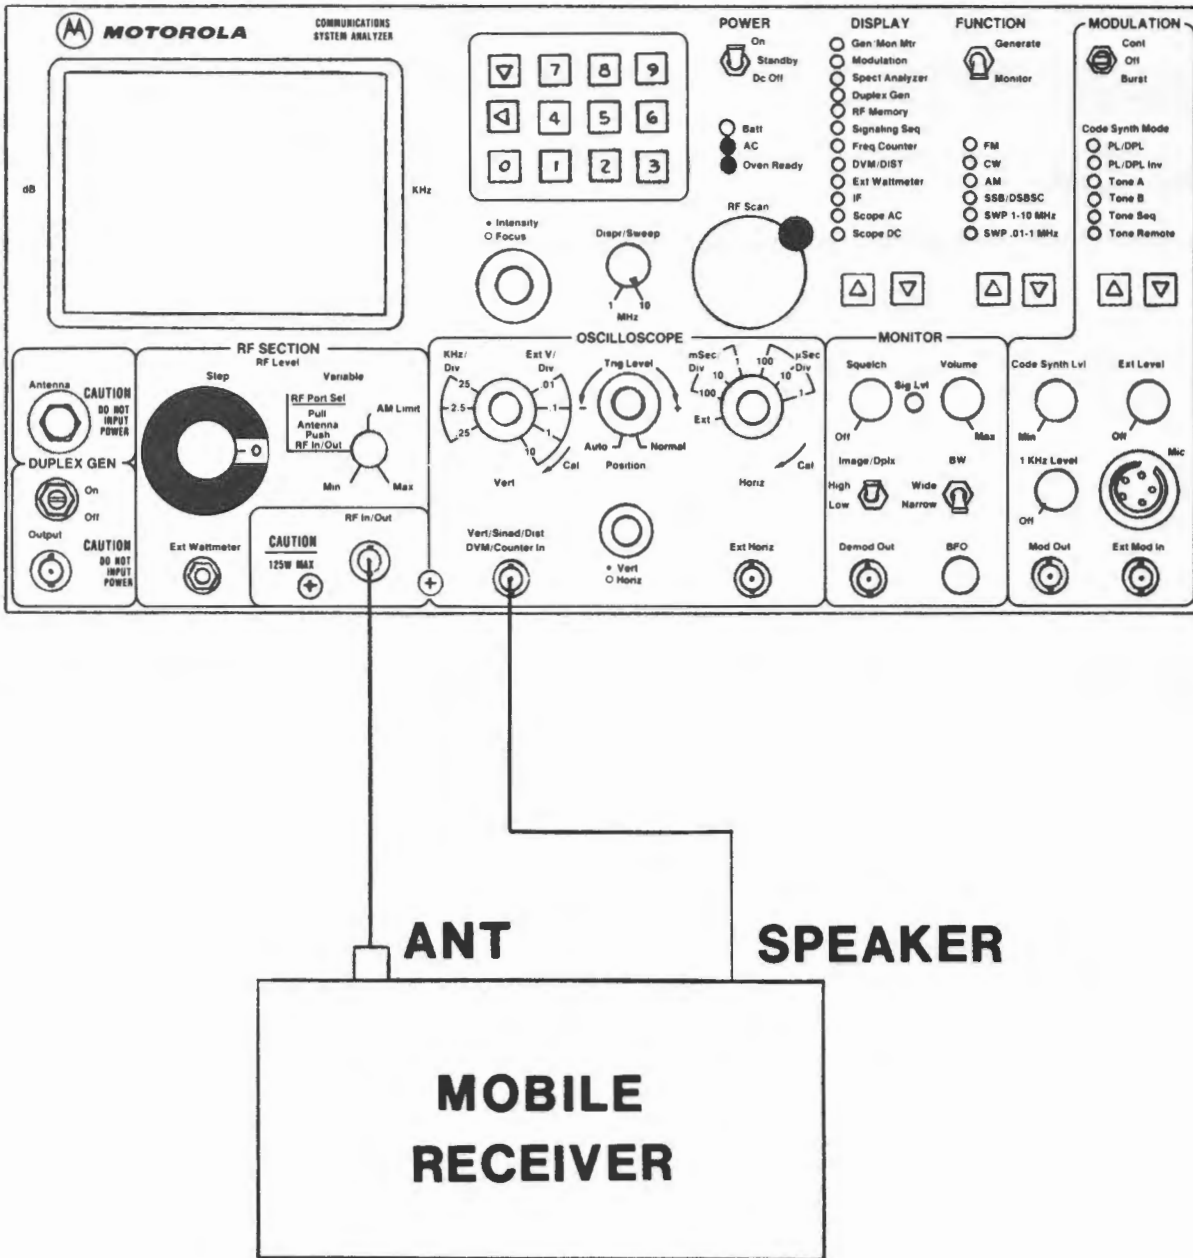 M MOTOROLA
COMMUNICATIONS
SYSTEM ANALYZER
dB
KHz
7 8 9
4 5 6
0 1 2 3
• Intensity
○ Focus
Dispr/Sweep
1 10
MHz
POWER
On
Standby
Dc Off
Batt
AC
Oven Ready
RF Scan
DISPLAY
Gen Mon Mtr
Modulation
Spect Analyzer
Duplex Gen
RF Memory
Signaling Seq
Freq Counter
DVM/DIST
Ext Wattmeter
IF
Scope AC
Scope DC
FUNCTION
Generate
Monitor
FM
CW
AM
SSB/DSBSC
SWP 1-10 MHz
SWP .01-1 MHz
MODULATION
Cont
Off
Burst
Code Synth Mode
PL/DPL
PL/DPL Inv
Tone A
Tone B
Tone Seq
Tone Remote
Antenna
CAUTION
DO NOT
INPUT
POWER
DUPLEX GEN
On
Off
Output
CAUTION
DO NOT
INPUT
POWER
RF SECTION
RF Level
Step
Variable
0
RF Port Sel
Pull
Antenna
Push
RF In/Out
AM Limit
Min
Max
Ext Wattmeter
CAUTION
125W MAX
RF In/Out
OSCILLOSCOPE
KHz/
Div
Ext V/
Div
.25 .01
2.5 .1
.25 1
10
Cal
Vert
Trig Level
- +
Auto
Normal
Position
mSec/
Div
µSec
Div
1 100
10 10
100 1
Ext
Cal
Horiz
Vert/Sinad/Dist
DVM/Counter In
• Vert
○ Horiz
Ext Horiz
MONITOR
Squelch
Off
Sig Lvl
Volume
Max
Image/Dplx
High
Low
BW
Wide
Narrow
Demod Out
BFO
Code Synth Lvl
Min
Ext Level
Off
1 KHz Level
Off
Mic
Mod Out
Ext Mod In
ANT
SPEAKER
MOBILE
RECEIVER